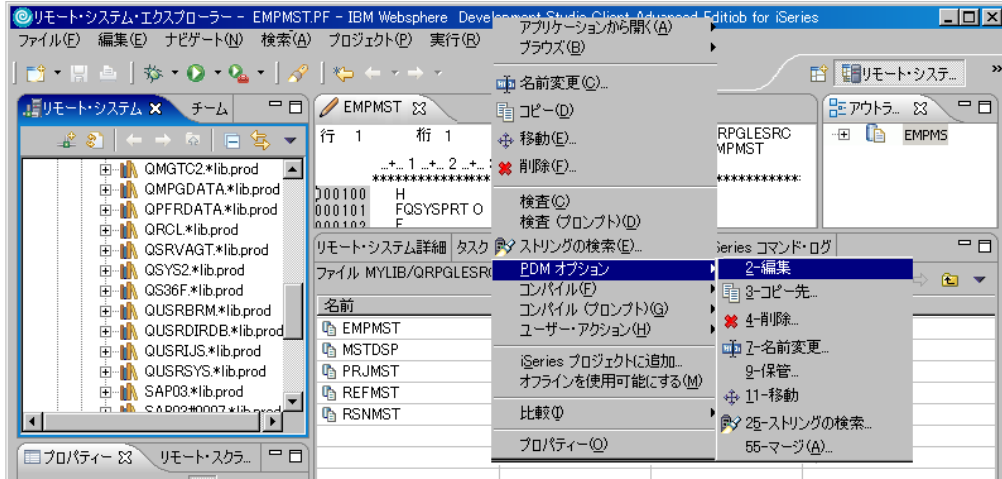 リモート・システム・エクスプローラー - EMPMST.PF - IBM Websphere Development Studio Client Advanced Editiob for iSeries
ファイル(F) 編集(E) ナビゲート(N) 検索(A) プロジェクト(P) 実行(R)
リモート・システ...
»
リモート・システム
チーム
QMGTC2.*lib.prod
QMPGDATA.*lib.prod
QPFRDATA.*lib.prod
QRCL.*lib.prod
QSRVAGT.*lib.prod
QSYS2.*lib.prod
QS36F.*lib.prod
QUSRBRM.*lib.prod
QUSRDIRDB.*lib.prod
QUSRIJS.*lib.prod
QUSRSYS.*lib.prod
SAP03.*lib.prod
SAP03#0007.*lib.prod
プロパティー
リモート・スクラ...
EMPMST
行 1 桁 1
RPGLESRC
MPMST
...+... 1 ...+... 2 ...+...
000100 H
000101 FQSYSPRT O
000102 F
アウトラ...
EMPMS
リモート・システム詳細
タスク
Series コマンド・ログ
ファイル MYLIB/QRPGLESR
名前
EMPMST
MSTDSP
PRJMST
REFMST
RSNMST
アプリケーションから開く(A)
ブラウズ(B)
名前変更(C)...
コピー(D)
移動(E)...
削除(F)...
検査(C)
検査 (プロンプト)(D)
ストリングの検索(E)...
PDM オプション
コンパイル(F)
コンパイル (プロンプト)(G)
ユーザー・アクション(H)
iSeries プロジェクトに追加...
オフラインを使用可能にする(M)
比較(I)
プロパティー(O)
2-編集
3-コピー先...
4-削除...
7-名前変更...
9-保管...
11-移動
25-ストリングの検索...
55-マージ(A)...